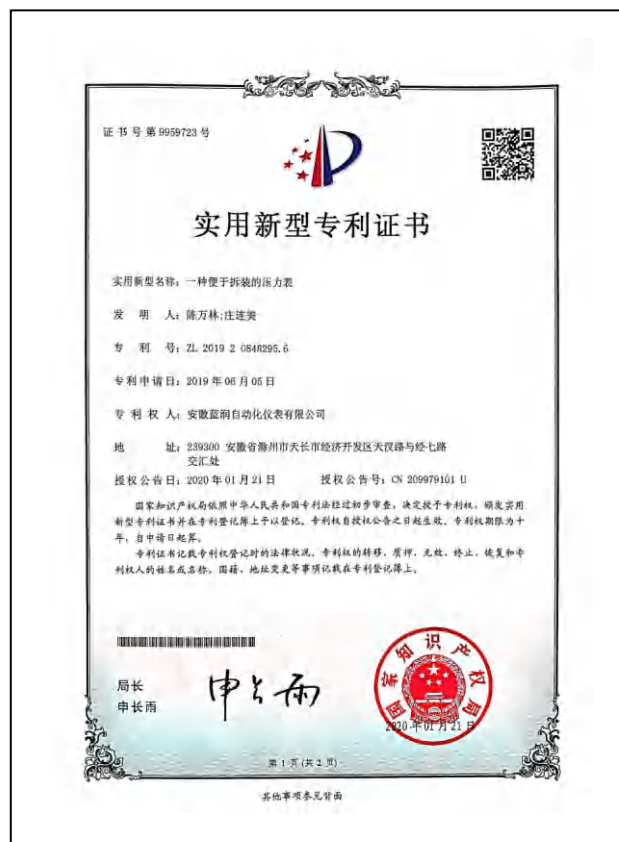 证书号第9959723号
实用新型专利证书
实用新型名称：一种便于拆装的压力表
发 明 人：陈万林;庄连美
专 利 号：ZL 2019 2 0848295.6
专利申请日：2019年06月05日
专 利 权 人：安徽蓝润自动化仪表有限公司
地 址：239300 安徽省滁州市天长市经济开发区天汉路与经七路
交汇处
授权公告日：2020年01月21日 授权公告号：CN 209979101 U
国家知识产权局依照中华人民共和国专利法经过初步审查，决定授予专利权，颁发实用
新型专利证书并在专利登记簿上予以登记。专利权自授权公告之日起生效。专利权期限为十
年，自申请日起算。
专利证书记载专利权登记时的法律状况。专利权的转移、质押、无效、终止、恢复和专
利权人的姓名或名称、国籍、地址变更等事项记载在专利登记簿上。
局长
申长雨
申长雨
国家知识产权局
2020年01月21日
第 1 页 (共 2 页)
其他事项参见背面